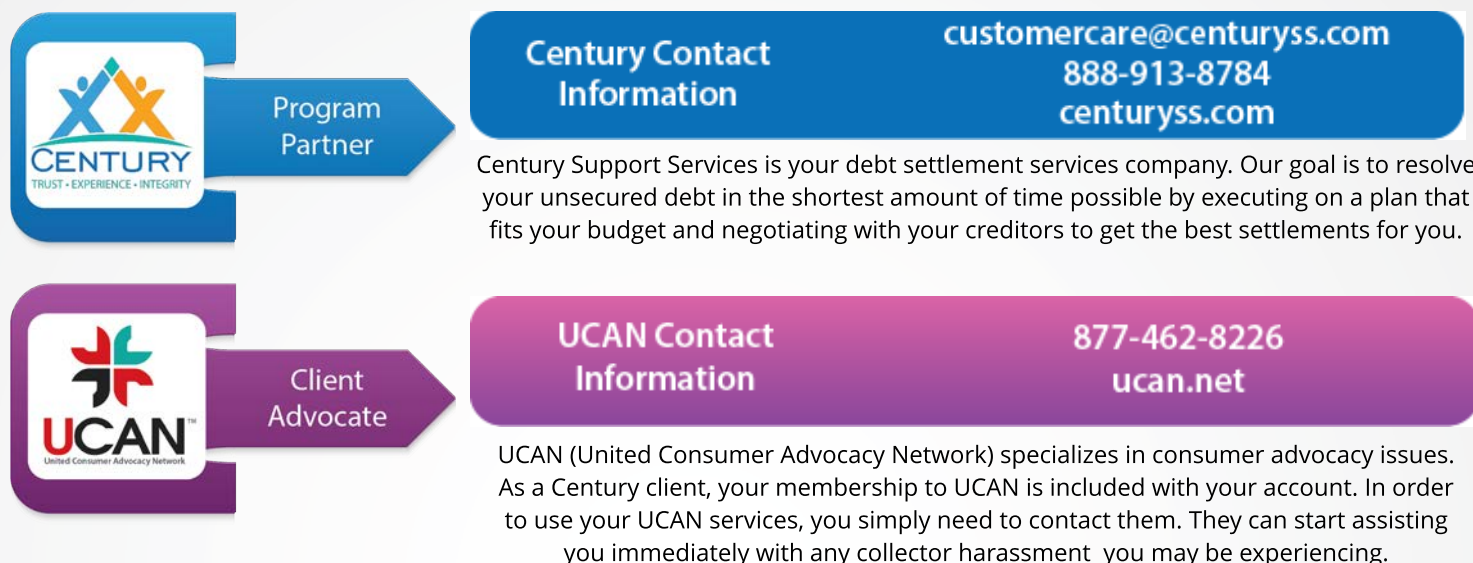 CENTURY
TRUST • EXPERIENCE • INTEGRITY
Program
Partner
Century Contact
Information
customercare@centuryss.com
888-913-8784
centuryss.com
Century Support Services is your debt settlement services company. Our goal is to resolve
your unsecured debt in the shortest amount of time possible by executing on a plan that
fits your budget and negotiating with your creditors to get the best settlements for you.
UCAN™
United Consumer Advocacy Network
Client
Advocate
UCAN Contact
Information
877-462-8226
ucan.net
UCAN (United Consumer Advocacy Network) specializes in consumer advocacy issues.
As a Century client, your membership to UCAN is included with your account. In order
to use your UCAN services, you simply need to contact them. They can start assisting
you immediately with any collector harassment  you may be experiencing.